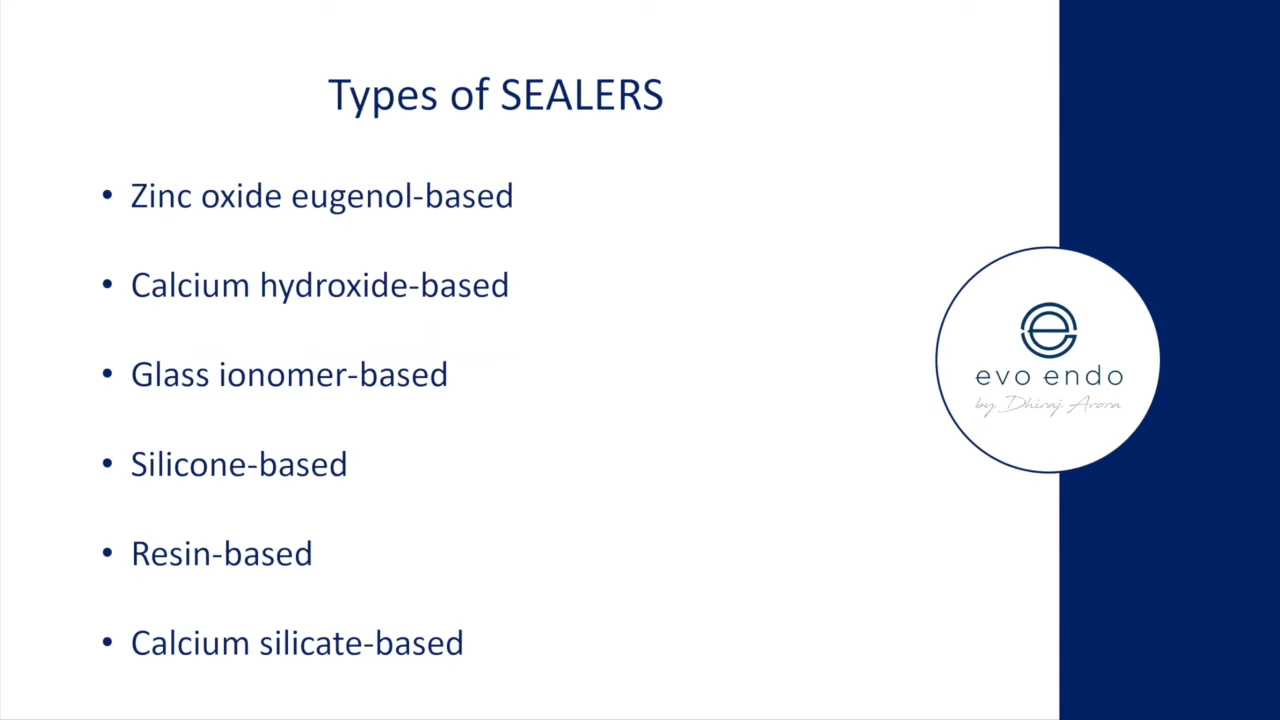 Types of SEALERS
• Zinc oxide eugenol-based
• Calcium hydroxide-based
• Glass ionomer-based
• Silicone-based
• Resin-based
• Calcium silicate-based
evo endo
by Dhiraj Arora